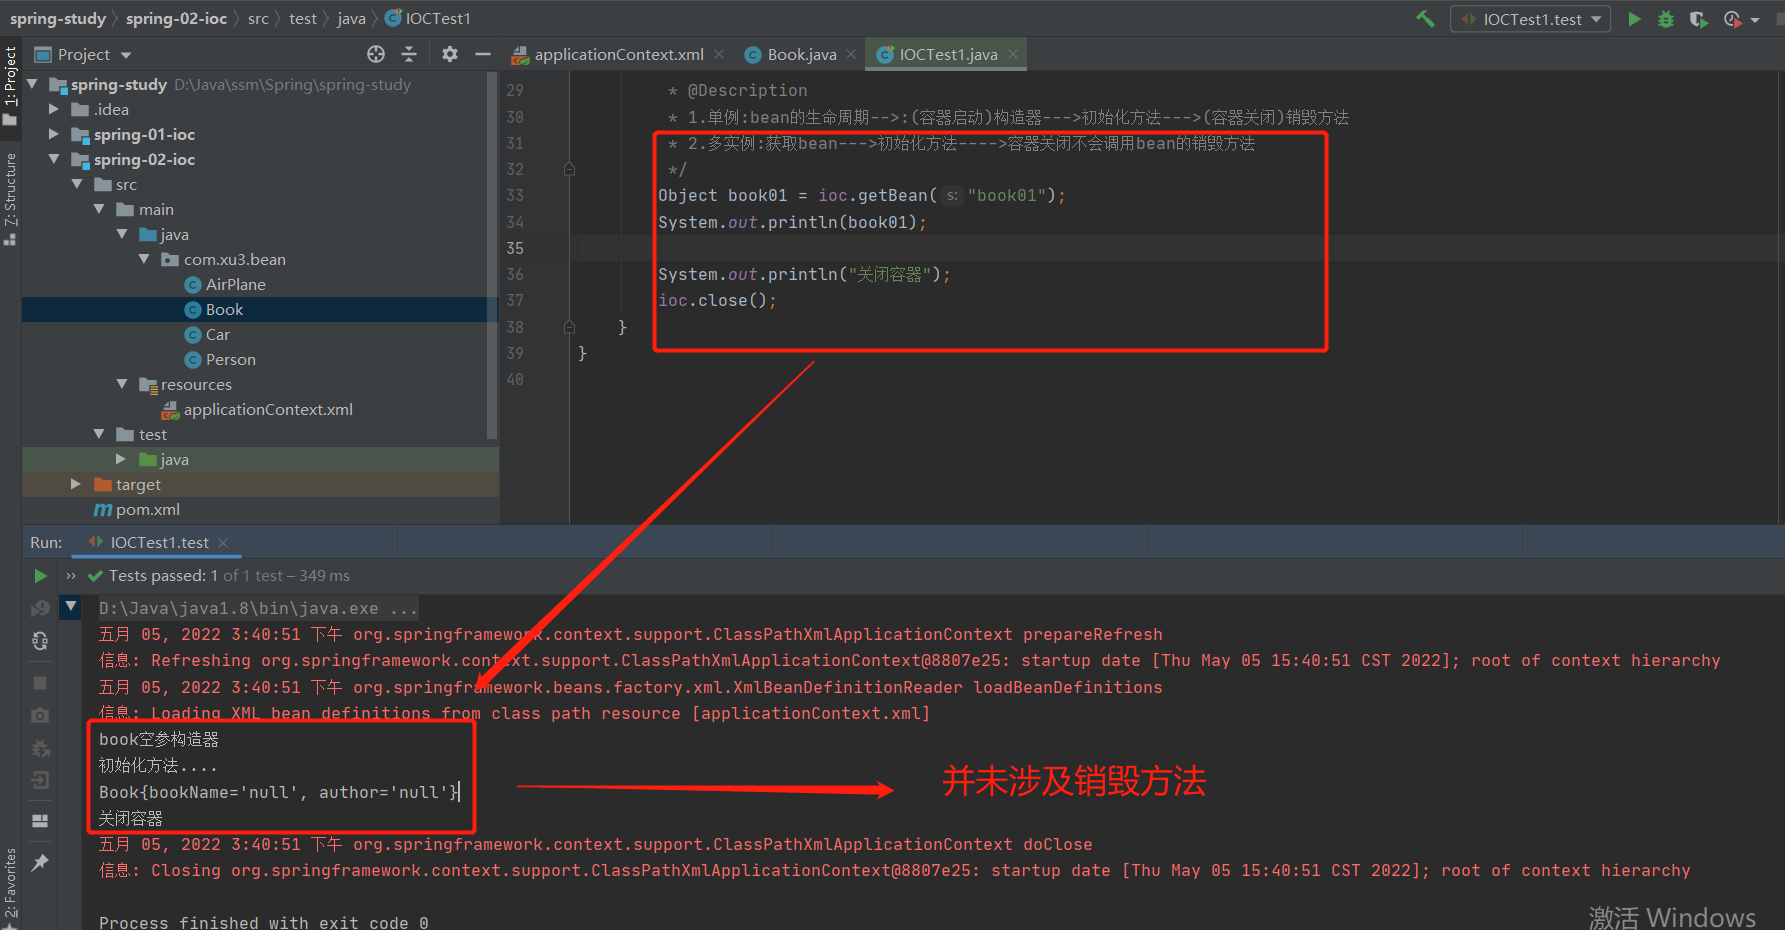 spring-study 〉 spring-02-ioc 〉 src 〉 test 〉 java 〉 IOCTest1
IOCTest1.test
1: Project
Project
applicationContext.xml
Book.java
IOCTest1.java
spring-study D:\Java\ssm\Spring\spring-study
.idea
spring-01-ioc
spring-02-ioc
src
main
java
com.xu3.bean
AirPlane
Book
Car
Person
resources
applicationContext.xml
test
java
target
pom.xml
Z: Structure
29 * @Description
30 * 1.单例:bean的生命周期-->:(容器启动)构造器--->初始化方法--->(容器关闭)销毁方法
31 * 2.多实例:获取bean--->初始化方法---->容器关闭不会调用bean的销毁方法
32 */
33 Object book01 = ioc.getBean( s: "book01");
34 System.out.println(book01);
35
36 System.out.println("关闭容器");
37 ioc.close();
38 }
39 }
40
Run: IOCTest1.test
Tests passed: 1 of 1 test – 349 ms
D:\Java\java1.8\bin\java.exe ...
五月 05, 2022 3:40:51 下午 org.springframework.context.support.ClassPathXmlApplicationContext prepareRefresh
信息: Refreshing org.springframework.context.support.ClassPathXmlApplicationContext@8807e25: startup date [Thu May 05 15:40:51 CST 2022]; root of context hierarchy
五月 05, 2022 3:40:51 下午 org.springframework.beans.factory.xml.XmlBeanDefinitionReader loadBeanDefinitions
信息: Loading XML bean definitions from class path resource [applicationContext.xml]
book空参构造器
初始化方法....
Book{bookName='null', author='null'}
关闭容器
并未涉及销毁方法
五月 05, 2022 3:40:51 下午 org.springframework.context.support.ClassPathXmlApplicationContext doClose
信息: Closing org.springframework.context.support.ClassPathXmlApplicationContext@8807e25: startup date [Thu May 05 15:40:51 CST 2022]; root of context hierarchy
Process finished with exit code 0
2: Favorites
激活 Windows